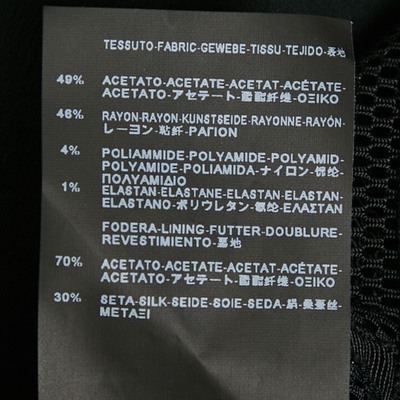 TESSUTO-FABRIC-GEWEBE-TISSU-TEJIDO-表地
49% ACETATO-ACETATE-ACETAT-ACÉTATE-
ACETATO-アセテート-醋酯纤维-ΟΞΙΚΟ
46% RAYON-RAYON-KUNSTSEIDE-RAYONNE-RAYÓN-
レーヨン-粘纤-ΡΑΓΙΟΝ
4% POLIAMMIDE-POLYAMIDE-POLYAMID-
POLYAMIDE-POLIAMIDA-ナイロン-锦纶-
ΠΟΛΥΑΜΙΔΙΟ
1% ELASTAN-ELASTANE-ELASTAN-ELASTAN-
ELASTANO-ポリウレタン-氨纶-ΕΛΑΣΤΑΝ
FODERA-LINING-FUTTER-DOUBLURE-
REVESTIMIENTO-裏地
70% ACETATO-ACETATE-ACETAT-ACÉTATE-
ACETATO-アセテート-醋酯纤维-ΟΞΙΚΟ
30% SETA-SILK-SEIDE-SOIE-SEDA-絹-桑蚕丝-
ΜΕΤΑΞΙ